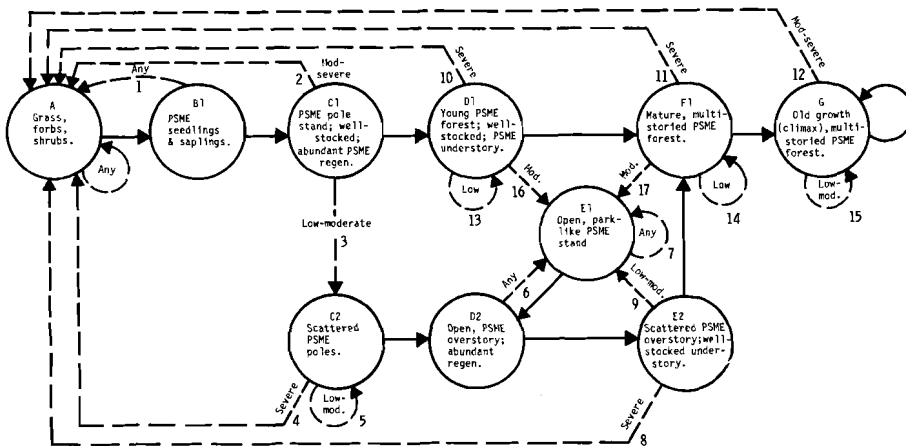 Mod-severe
Severe
Severe
Any
1
2
Mod-
severe
10
11
12
A
Grass,
forbs,
shrubs.
B1
PSME
seedlings
& saplings.
C1
PSME pole
stand; well-
stocked;
abundant PSME
regen.
D1
Young PSME
forest; well-
stocked; PSME
understory.
F1
Mature, multi-
storied PSME
forest.
G
Old growth
(climax), multi-
storied PSME
forest.
Any
Low
13
Mod.
16
Mod.
17
Low
14
Low-
mod.
15
E1
Open, park-
like PSME
stand
Any
7
Low-moderate
3
Any
6
Low-mod.
9
C2
Scattered
PSME
poles.
D2
Open, PSME
overstory;
abundant
regen.
E2
Scattered PSME
overstory;well-
stocked under-
story.
Severe
4
Low-
mod.
5
Severe
8